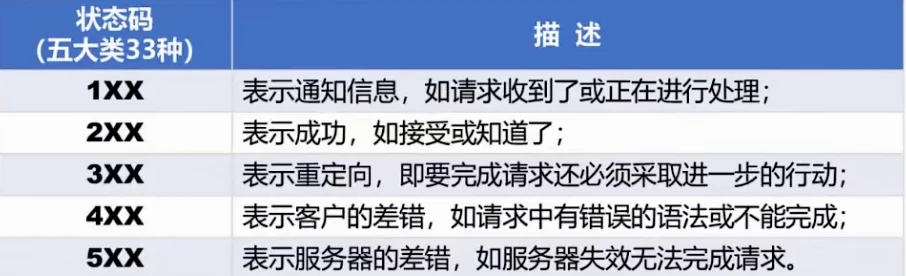 状态码
（五大类33种）
描 述
1XX
表示通知信息，如请求收到了或正在进行处理；
2XX
表示成功，如接受或知道了；
3XX
表示重定向，即要完成请求还必须采取进一步的行动；
4XX
表示客户的差错，如请求中有错误的语法或不能完成；
5XX
表示服务器的差错，如服务器失效无法完成请求。